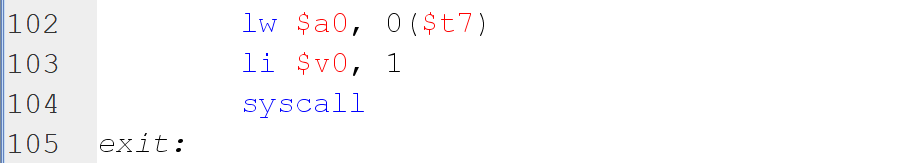 102 lw $a0, 0($t7)
103 li $v0, 1
104 syscall
105 exit: